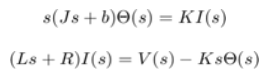 s(Js + b)Θ(s) = KI(s)
(Ls + R)I(s) = V(s) − KsΘ(s)